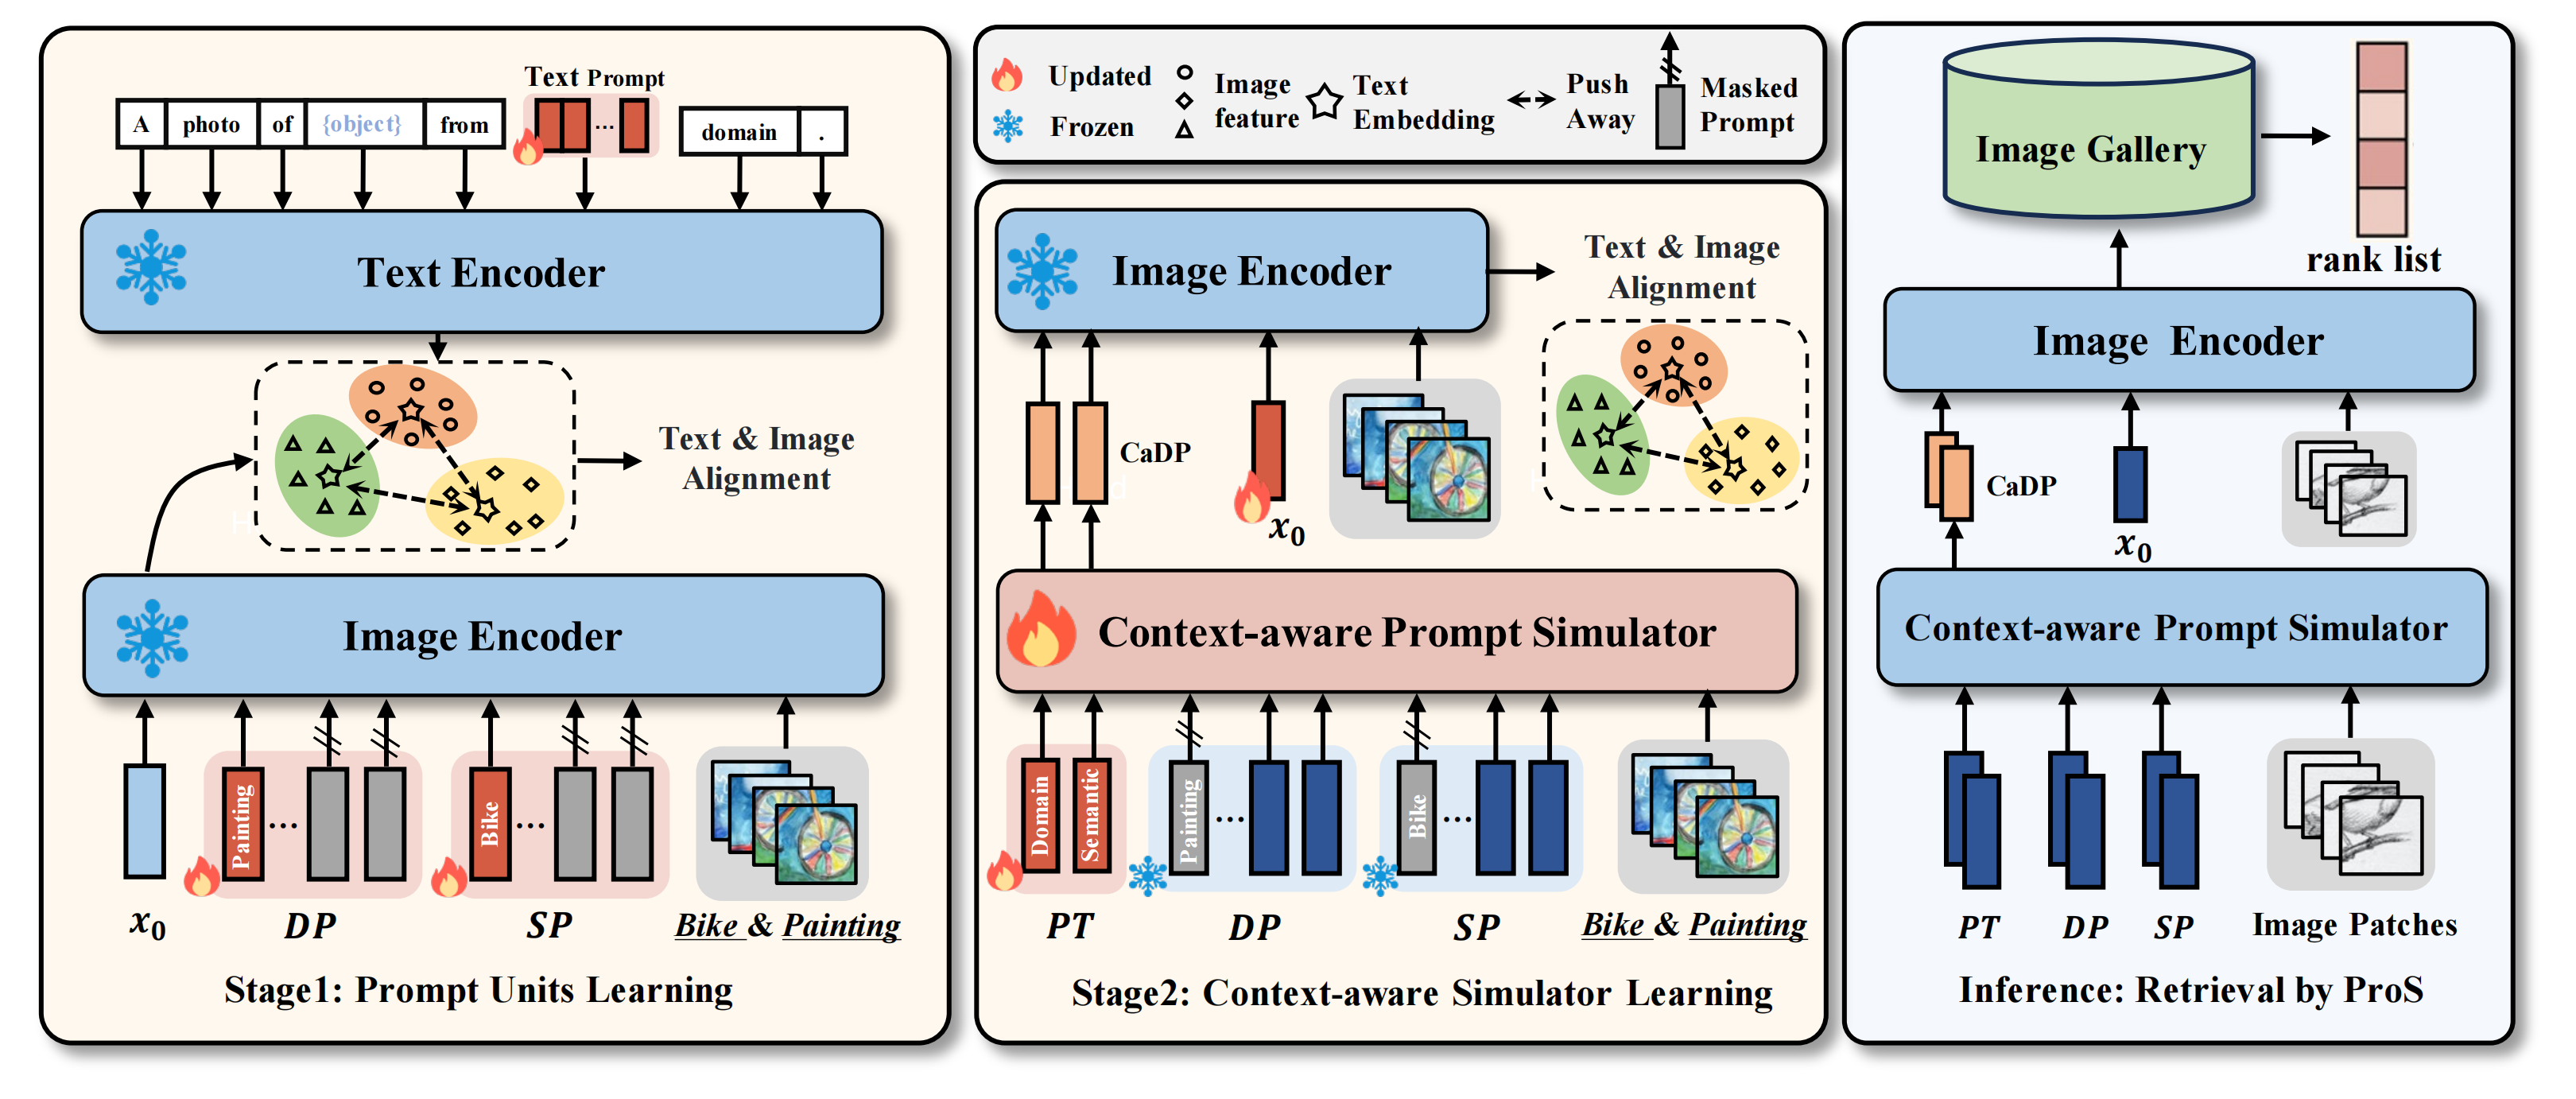 Text Prompt
A photo of {object} from ... domain .
Text Encoder
Text & Image
Alignment
Image Encoder
Painting ... Bike ...
x0 DP SP Bike & Painting
Stage1: Prompt Units Learning
Updated
Frozen
Image
feature
Text
Embedding
Push
Away
Masked
Prompt
Image Encoder
Text & Image
Alignment
CaDP
x0
Context-aware Prompt Simulator
Domain Semantic Painting ... Bike ...
PT DP SP Bike & Painting
Stage2: Context-aware Simulator Learning
Image Gallery
rank list
Image Encoder
CaDP
x0
Context-aware Prompt Simulator
PT DP SP Image Patches
Inference: Retrieval by ProS